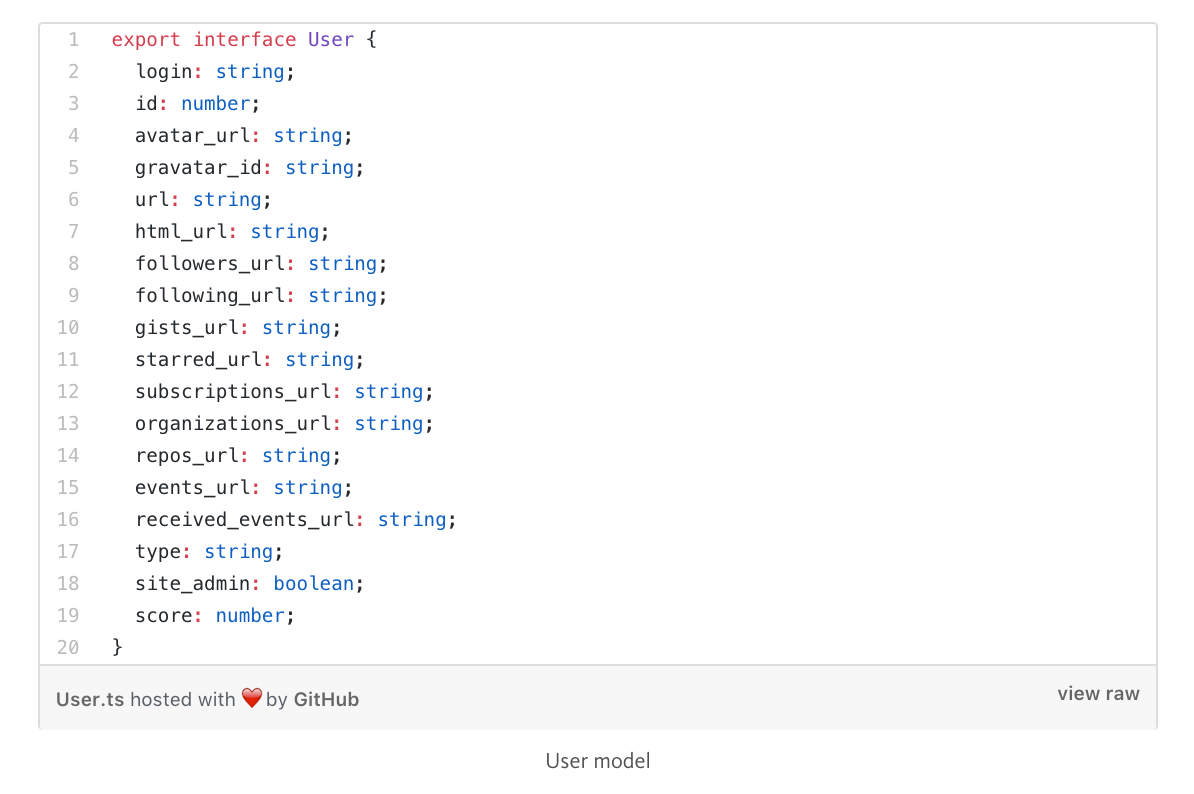 1 export interface User {
2 login: string;
3 id: number;
4 avatar_url: string;
5 gravatar_id: string;
6 url: string;
7 html_url: string;
8 followers_url: string;
9 following_url: string;
10 gists_url: string;
11 starred_url: string;
12 subscriptions_url: string;
13 organizations_url: string;
14 repos_url: string;
15 events_url: string;
16 received_events_url: string;
17 type: string;
18 site_admin: boolean;
19 score: number;
20 }
User.ts hosted with ❤ by GitHub view raw
User model